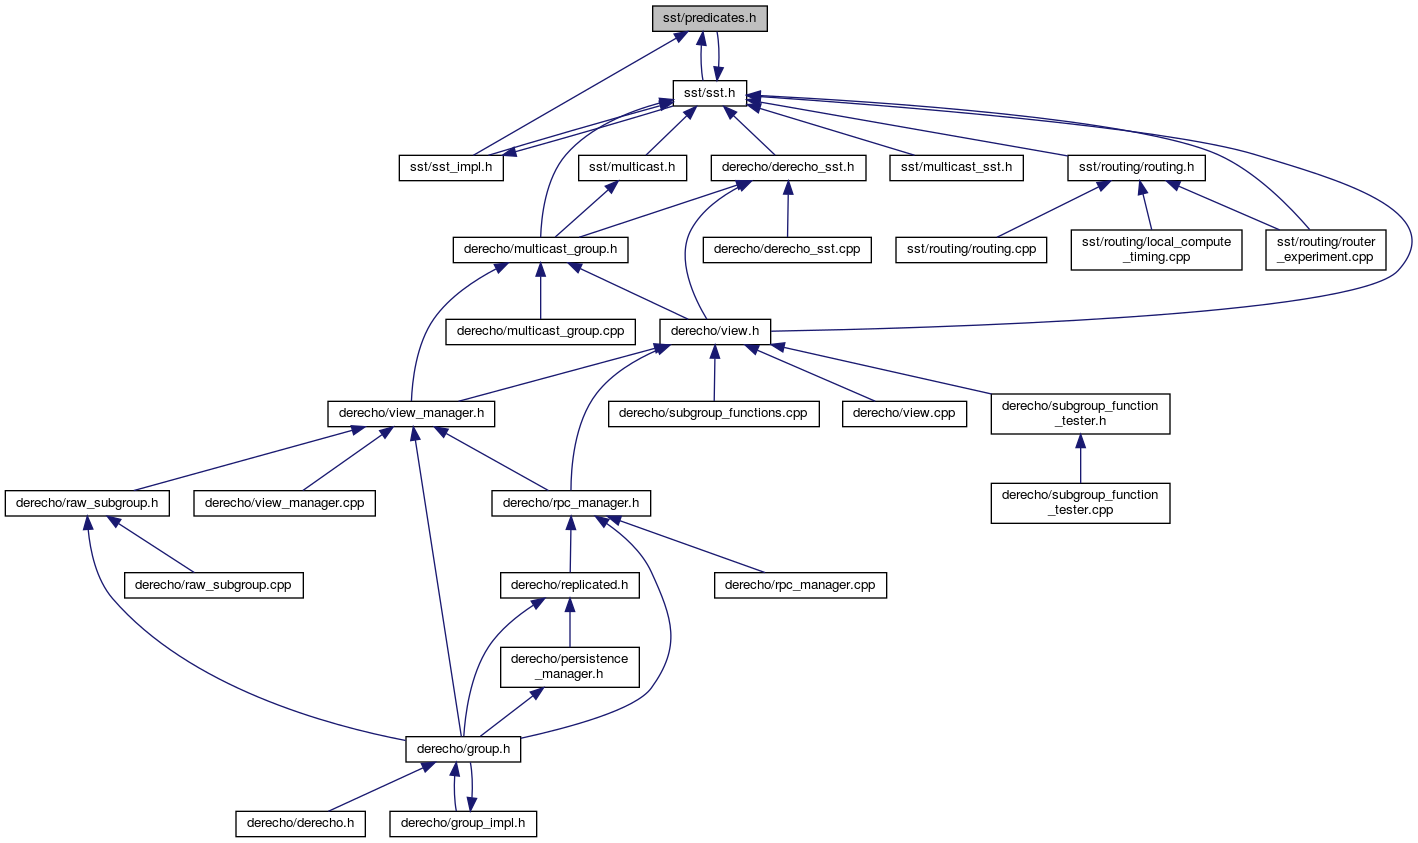 sst/predicates.h
sst/sst.h
sst/sst_impl.h
sst/multicast.h
derecho/derecho_sst.h
sst/multicast_sst.h
sst/routing/routing.h
derecho/multicast_group.h
derecho/derecho_sst.cpp
sst/routing/routing.cpp
sst/routing/local_compute
_timing.cpp
sst/routing/router
_experiment.cpp
derecho/multicast_group.cpp
derecho/view.h
derecho/view_manager.h
derecho/subgroup_functions.cpp
derecho/view.cpp
derecho/subgroup_function
_tester.h
derecho/raw_subgroup.h
derecho/view_manager.cpp
derecho/rpc_manager.h
derecho/subgroup_function
_tester.cpp
derecho/raw_subgroup.cpp
derecho/replicated.h
derecho/rpc_manager.cpp
derecho/persistence
_manager.h
derecho/group.h
derecho/derecho.h
derecho/group_impl.h